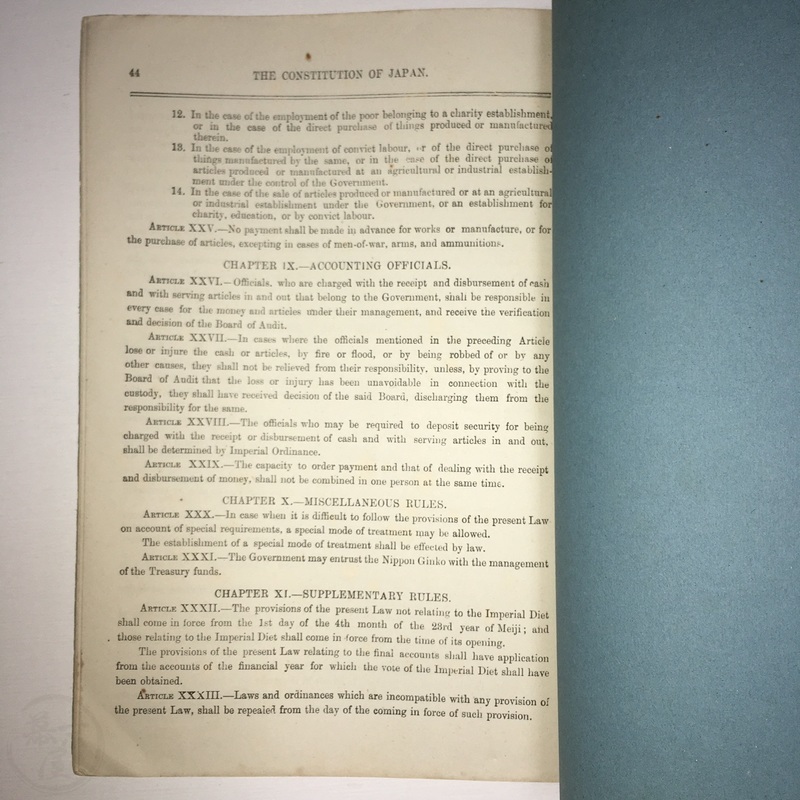 44
THE CONSTITUTION OF JAPAN.
12. In the case of the employment of the poor belonging to a charity establishment,
or in the case of the direct purchase of things produced or manufactured
therein.
13. In the case of the employment of convict labour, or of the direct purchase of
things manufactured by the same, or in the case of the direct purchase of
articles produced or manufactured at an agricultural or industrial establish-
ment under the control of the Government.
14. In the case of the sale of articles produced or manufactured or at an agricultural
or industrial establishment under the Government, or an establishment for
charity, education, or by convict labour.
ARTICLE XXV.—No payment shall be made in advance for works or manufacture, or for
the purchase of articles, excepting in cases of men-of-war, arms, and ammunitions.
CHAPTER IX.—ACCOUNTING OFFICIALS.
ARTICLE XXVI.—Officials, who are charged with the receipt and disbursement of cash
and with serving articles in and out that belong to the Government, shall be responsible in
every case for the money and articles under their management, and receive the verification
and decision of the Board of Audit.
ARTICLE XXVII.—In cases where the officials mentioned in the preceding Article
lose or injure the cash or articles, by fire or flood, or by being robbed of or by any
other causes, they shall not be relieved from their responsibility, unless, by proving to the
Board of Audit that the loss or injury has been unavoidable in connection with the
custody, they shall have received decision of the said Board, discharging them from the
responsibility for the same.
ARTICLE XXVIII.—The officials who may be required to deposit security for being
charged with the receipt or disbursement of cash and with serving articles in and out,
shall be determined by Imperial Ordinance.
ARTICLE XXIX.—The capacity to order payment and that of dealing with the receipt
and disbursement of money, shall not be combined in one person at the same time.
CHAPTER X.—MISCELLANEOUS RULES.
ARTICLE XXX.—In case when it is difficult to follow the provisions of the present Law
on account of special requirements, a special mode of treatment may be allowed.
The establishment of a special mode of treatment shall be effected by law.
ARTICLE XXXI.—The Government may entrust the Nippon Ginko with the management
of the Treasury funds.
CHAPTER XI.—SUPPLEMENTARY RULES.
ARTICLE XXXII.—The provisions of the present Law not relating to the Imperial Diet
shall come in force from the 1st day of the 4th month of the 23rd year of Meiji; and
those relating to the Imperial Diet shall come in force from the time of its opening.
The provisions of the present Law relating to the final accounts shall have application
from the accounts of the financial year for which the vote of the Imperial Diet shall have
been obtained.
ARTICLE XXXIII.—Laws and ordinances which are incompatible with any provision of
the present Law, shall be repealed from the day of the coming in force of such provision.